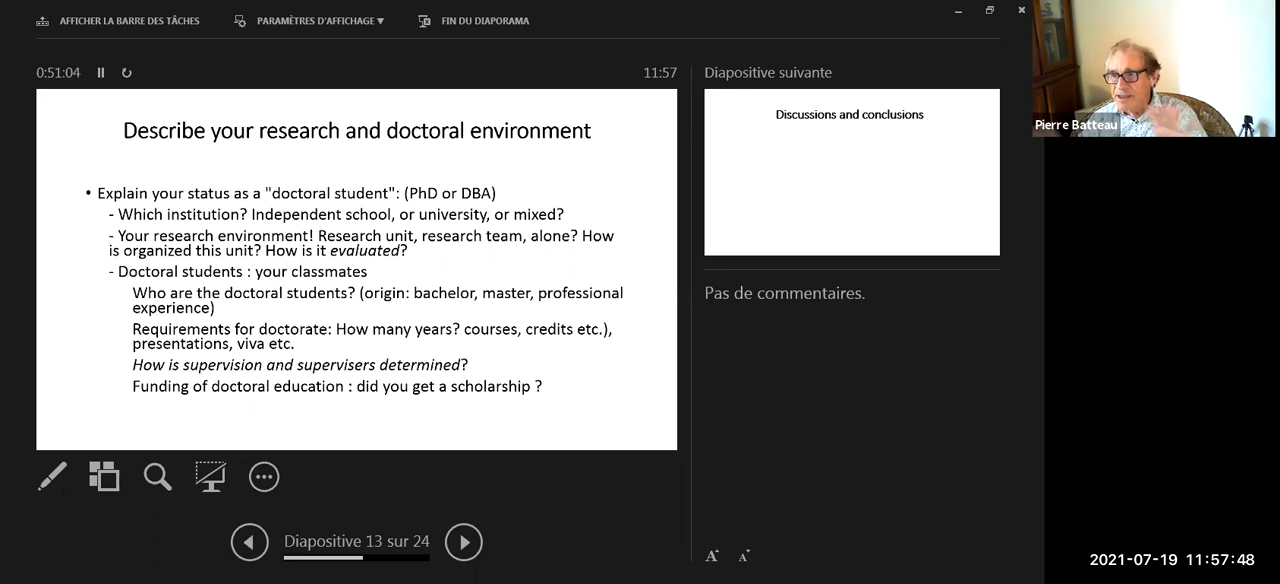 AFFICHER LA BARRE DES TÂCHES PARAMÈTRES D'AFFICHAGE ▼ FIN DU DIAPORAMA
0:51:04 11:57 Diapositive suivante
Describe your research and doctoral environment
• Explain your status as a "doctoral student": (PhD or DBA)
- Which institution? Independent school, or university, or mixed?
- Your research environment! Research unit, research team, alone? How
is organized this unit? How is it evaluated?
- Doctoral students : your classmates
Who are the doctoral students? (origin: bachelor, master, professional
experience)
Requirements for doctorate: How many years? courses, credits etc.),
presentations, viva etc.
How is supervision and supervisers determined?
Funding of doctoral education : did you get a scholarship ?
Discussions and conclusions
Pas de commentaires.
Diapositive 13 sur 24
A A
Pierre Batteau
2021-07-19 11:57:48